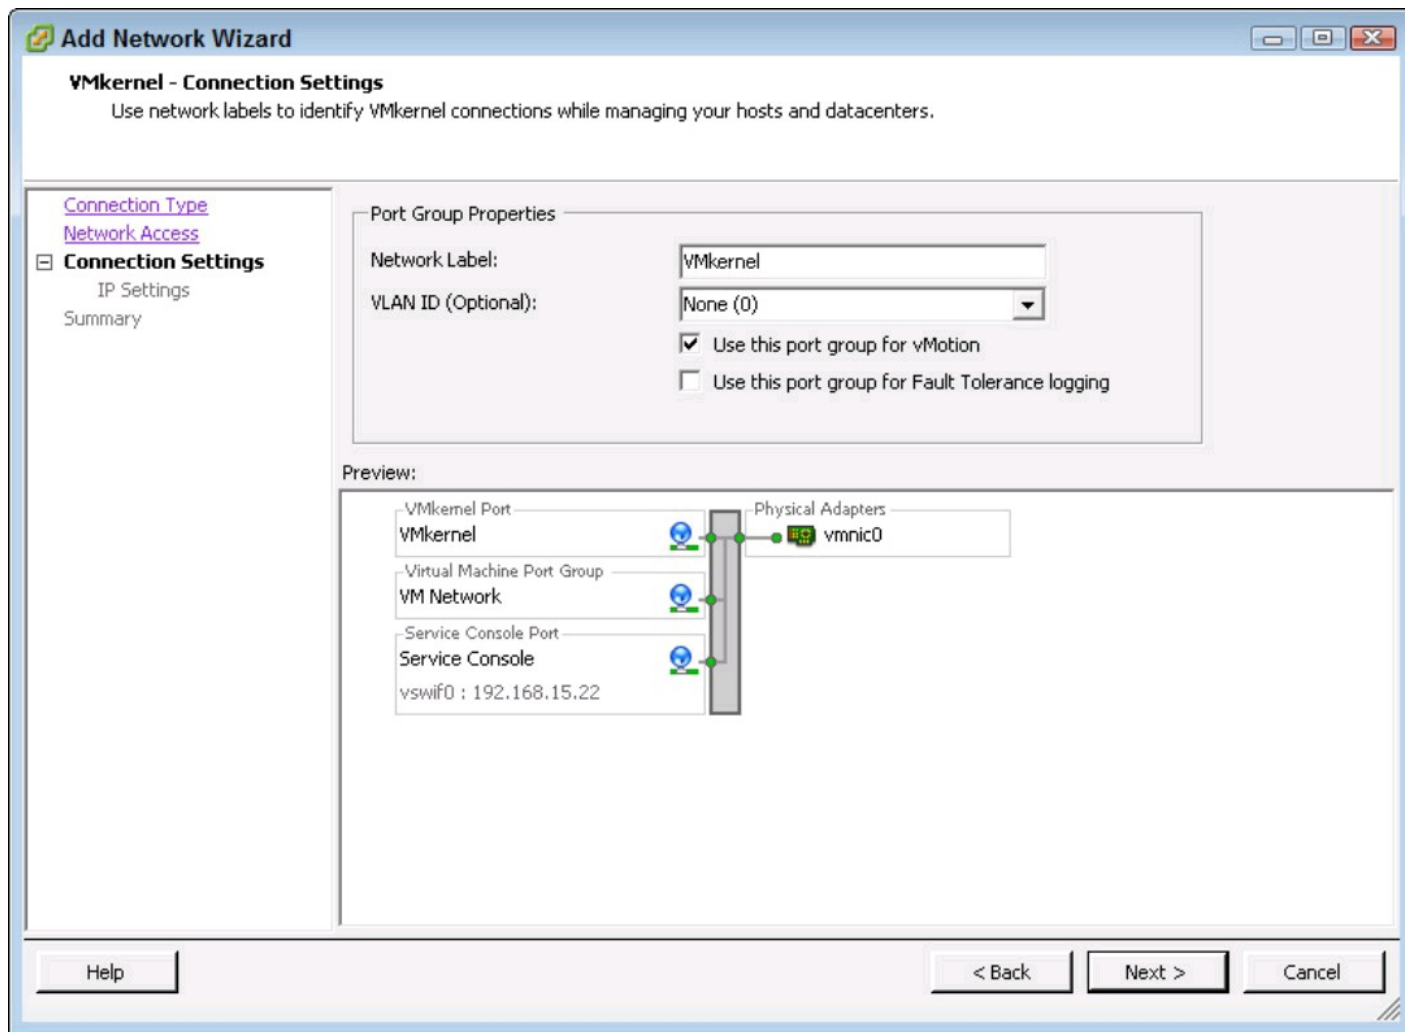 Add Network Wizard
VMkernel - Connection Settings
Use network labels to identify VMkernel connections while managing your hosts and datacenters.
Connection Type
Network Access
Connection Settings
IP Settings
Summary
Port Group Properties
Network Label:
VMkernel
VLAN ID (Optional):
None (0)
Use this port group for vMotion
Use this port group for Fault Tolerance logging
Preview:
VMkernel Port
VMkernel
Physical Adapters
vmnic0
Virtual Machine Port Group
VM Network
Service Console Port
Service Console
vswif0 : 192.168.15.22
Help
< Back
Next >
Cancel